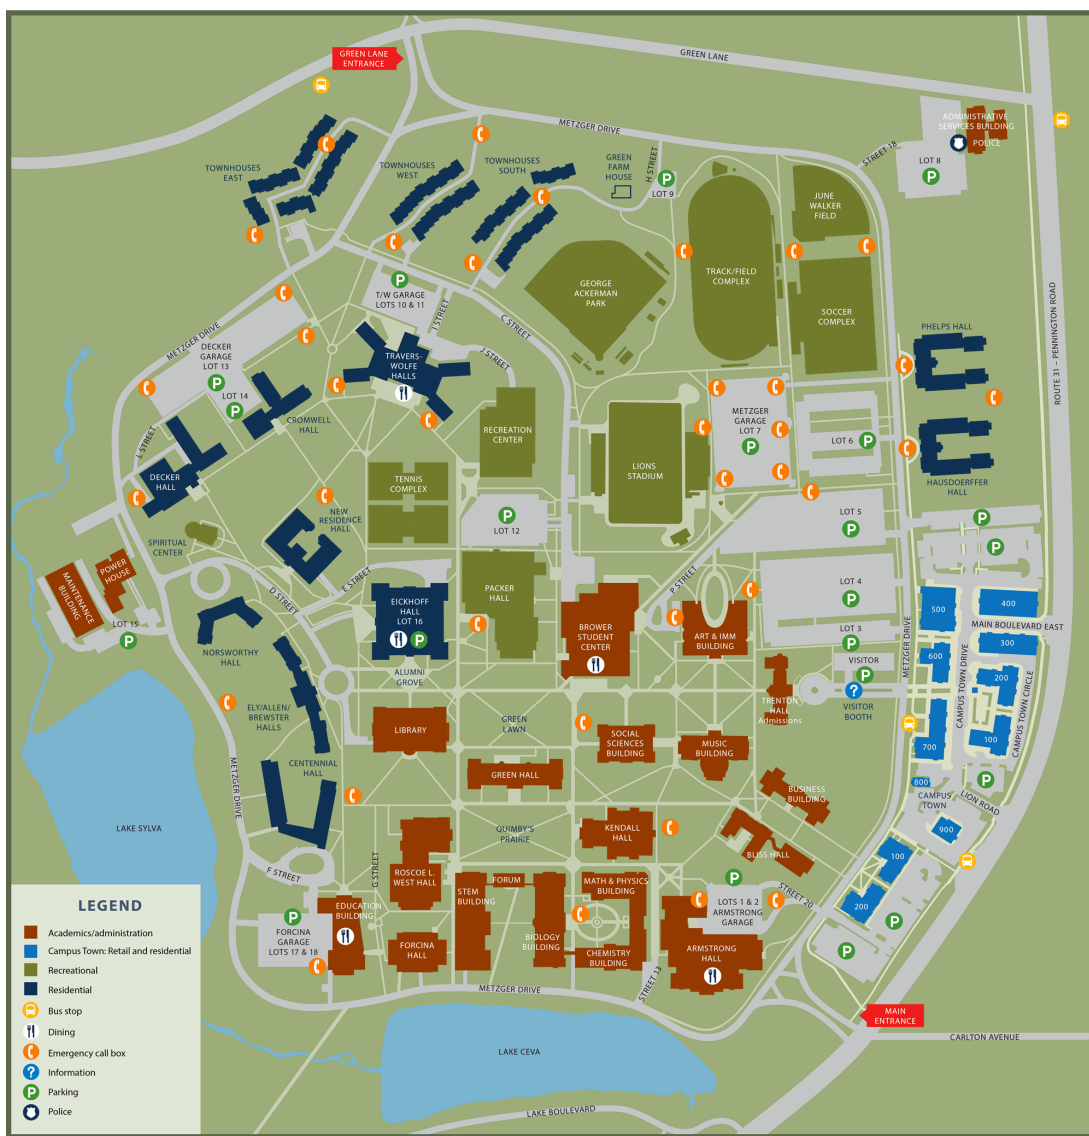 GREEN LANE
ENTRANCE
GREEN LANE
METZGER DRIVE
STREET 18
ADMINISTRATIVE
SERVICES BUILDING
POLICE
LOT 8
TOWNHOUSES
EAST
TOWNHOUSES
WEST
TOWNHOUSES
SOUTH
GREEN
FARM
HOUSE
H STREET
LOT 9
JUNE
WALKER
FIELD
TRACK/FIELD
COMPLEX
SOCCER
COMPLEX
GEORGE
ACKERMAN
PARK
T/W GARAGE
LOTS 10 & 11
I STREET
C STREET
J STREET
METZGER DRIVE
DECKER
GARAGE
LOT 13
LOT 14
TRAVERS-
WOLFE
HALLS
CROMWELL
HALL
L STREET
DECKER
HALL
RECREATION
CENTER
LIONS
STADIUM
METZGER
GARAGE
LOT 7
LOT 6
PHELPS HALL
HAUSDOERFFER
HALL
ROUTE 31 – PENNINGTON ROAD
TENNIS
COMPLEX
NEW
RESIDENCE
HALL
SPIRITUAL
CENTER
LOT 12
LOT 5
POWER
HOUSE
MAINTENANCE
BUILDING
LOT 15
D STREET
E STREET
EICKHOFF
HALL
LOT 16
PACKER
HALL
P STREET
LOT 4
LOT 3
BROWER
STUDENT
CENTER
ART & IMM
BUILDING
VISITOR
VISITOR
BOOTH
METZGER DRIVE
500
400
MAIN BOULEVARD EAST
300
600
200
100
700
CAMPUS TOWN DRIVE
CAMPUS TOWN CIRCLE
800
CAMPUS
TOWN
LION ROAD
900
100
200
NORSWORTHY
HALL
ALUMNI
GROVE
ELY/ALLEN/
BREWSTER
HALLS
LIBRARY
GREEN
LAWN
TRENTON
HALL
Admissions
SOCIAL
SCIENCES
BUILDING
MUSIC
BUILDING
CENTENNIAL
HALL
GREEN HALL
BUSINESS
BUILDING
METZGER DRIVE
LAKE SYLVA
QUIMBY'S
PRAIRIE
KENDALL
HALL
BLISS HALL
F STREET
G STREET
ROSCOE L.
WEST HALL
STEM
BUILDING
FORUM
MATH & PHYSICS
BUILDING
LOTS 1 & 2
ARMSTRONG
GARAGE
STREET 20
EDUCATION
BUILDING
FORCINA
GARAGE
LOTS 17 & 18
FORCINA
HALL
BIOLOGY
BUILDING
CHEMISTRY
BUILDING
ARMSTRONG
HALL
STREET 13
METZGER DRIVE
MAIN
ENTRANCE
CARLTON AVENUE
LAKE CEVA
LAKE BOULEVARD
LEGEND
Academics/administration
Campus Town: Retail and residential
Recreational
Residential
Bus stop
Dining
Emergency call box
? Information
P Parking
Police